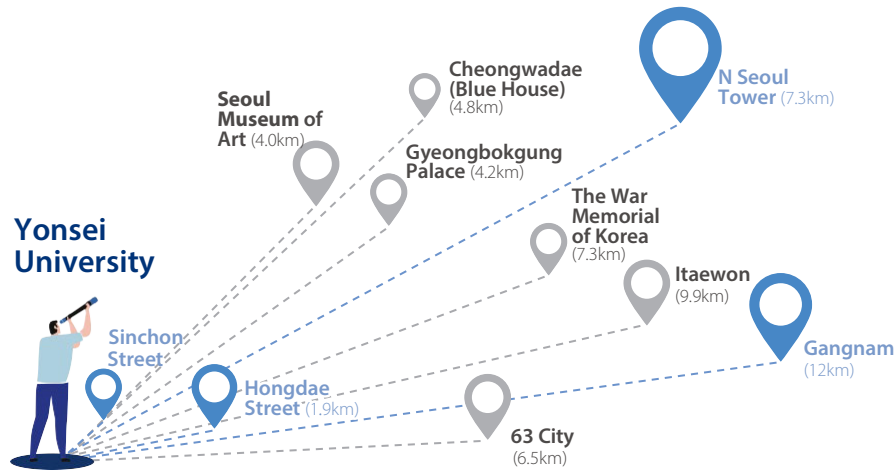 Cheongwadae
(Blue House)
(4.8km)
N Seoul
Tower (7.3km)
Seoul
Museum of
Art (4.0km)
Gyeongbokgung
Palace (4.2km)
The War
Memorial
of Korea
(7.3km)
Yonsei
University
Itaewon
(9.9km)
Sinchon
Street
Gangnam
(12km)
Hongdae
Street (1.9km)
63 City
(6.5km)